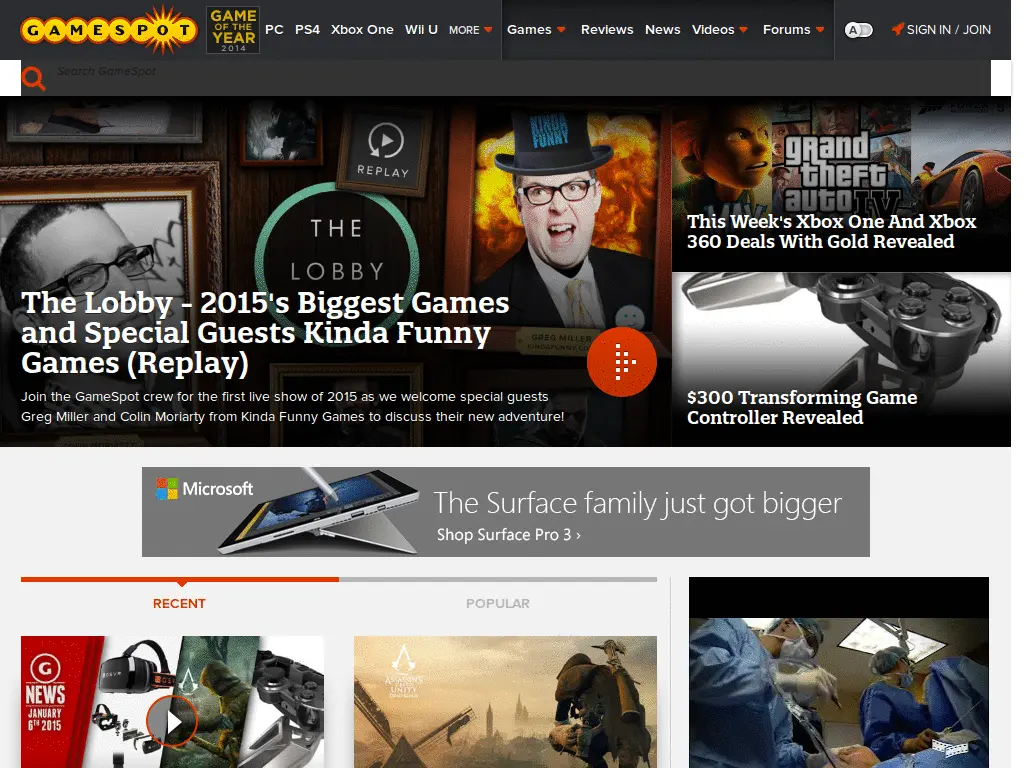 GAMESPOT
GAME
OF THE
YEAR
2014
PC PS4 Xbox One Wii U MORE Games Reviews News Videos Forums A SIGN IN / JOIN
Search GameSpot
REPLAY
THE
LOBBY
KINDA
FUNNY
GREG MILLER
The Lobby - 2015's Biggest Games
and Special Guests Kinda Funny
Games (Replay)
Join the GameSpot crew for the first live show of 2015 as we welcome special guests
Greg Miller and Colin Moriarty from Kinda Funny Games to discuss their new adventure!
COLIN MORIARTY
grand
theft
auto IV
This Week's Xbox One And Xbox
360 Deals With Gold Revealed
$300 Transforming Game
Controller Revealed
Microsoft
The Surface family just got bigger
Shop Surface Pro 3 ›
RECENT
POPULAR
G
NEWS
JANUARY
6TH 2015
ASSASSIN'S
CREED
UNITY